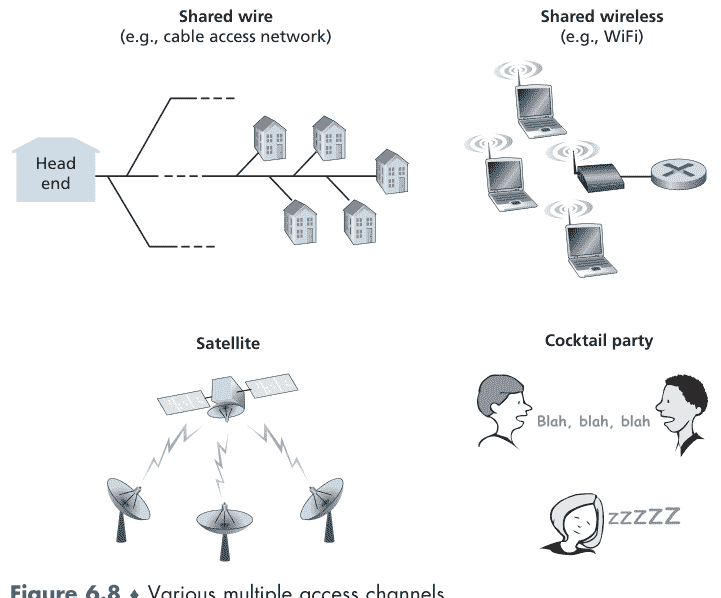 Shared wire
(e.g., cable access network)
Shared wireless
(e.g., WiFi)
Head
end
Satellite
Cocktail party
Blah, blah, blah
zzzzz
Figure 6.8 ♦ Various multiple access channels